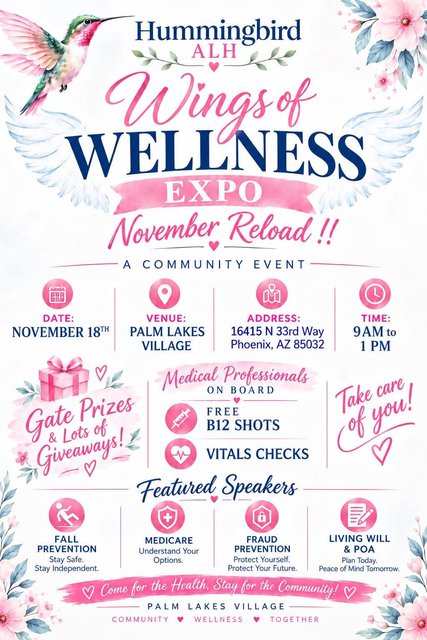 Hummingbird
ALH
Wings of
WELLNESS
EXPO
November Reload !!
A COMMUNITY EVENT
DATE:
NOVEMBER 18TH
VENUE:
PALM LAKES
VILLAGE
ADDRESS:
16415 N 33rd Way
Phoenix, AZ 85032
TIME:
9AM to
1 PM
Gate Prizes
& Lots of
Giveaways!
Medical Professionals
ON BOARD
FREE
B12 SHOTS
VITALS CHECKS
Take care
of you!
Featured Speakers
FALL
PREVENTION
Stay Safe.
Stay Independent.
MEDICARE
Understand Your
Options.
FRAUD
PREVENTION
Protect Yourself.
Protect Your Future.
LIVING WILL
& POA
Plan Today.
Peace of Mind Tomorrow.
Come for the Health, Stay for the Community!
PALM LAKES VILLAGE
COMMUNITY WELLNESS TOGETHER